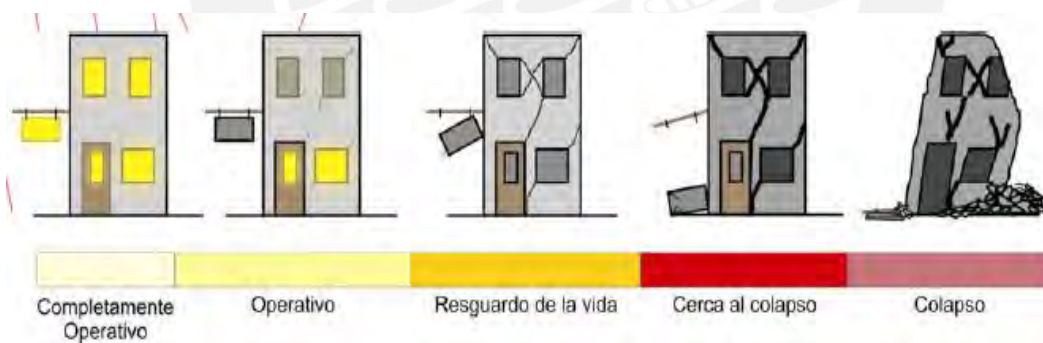 Completamente
Operativo
Operativo
Resguardo de la vida
Cerca al colapso
Colapso